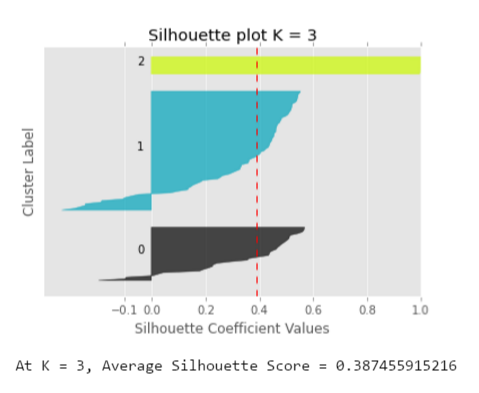 Silhouette plot K = 3
2
1
0
Cluster Label
−0.1 0.0 0.2 0.4 0.6 0.8 1.0
Silhouette Coefficient Values
At K = 3, Average Silhouette Score = 0.387455915216